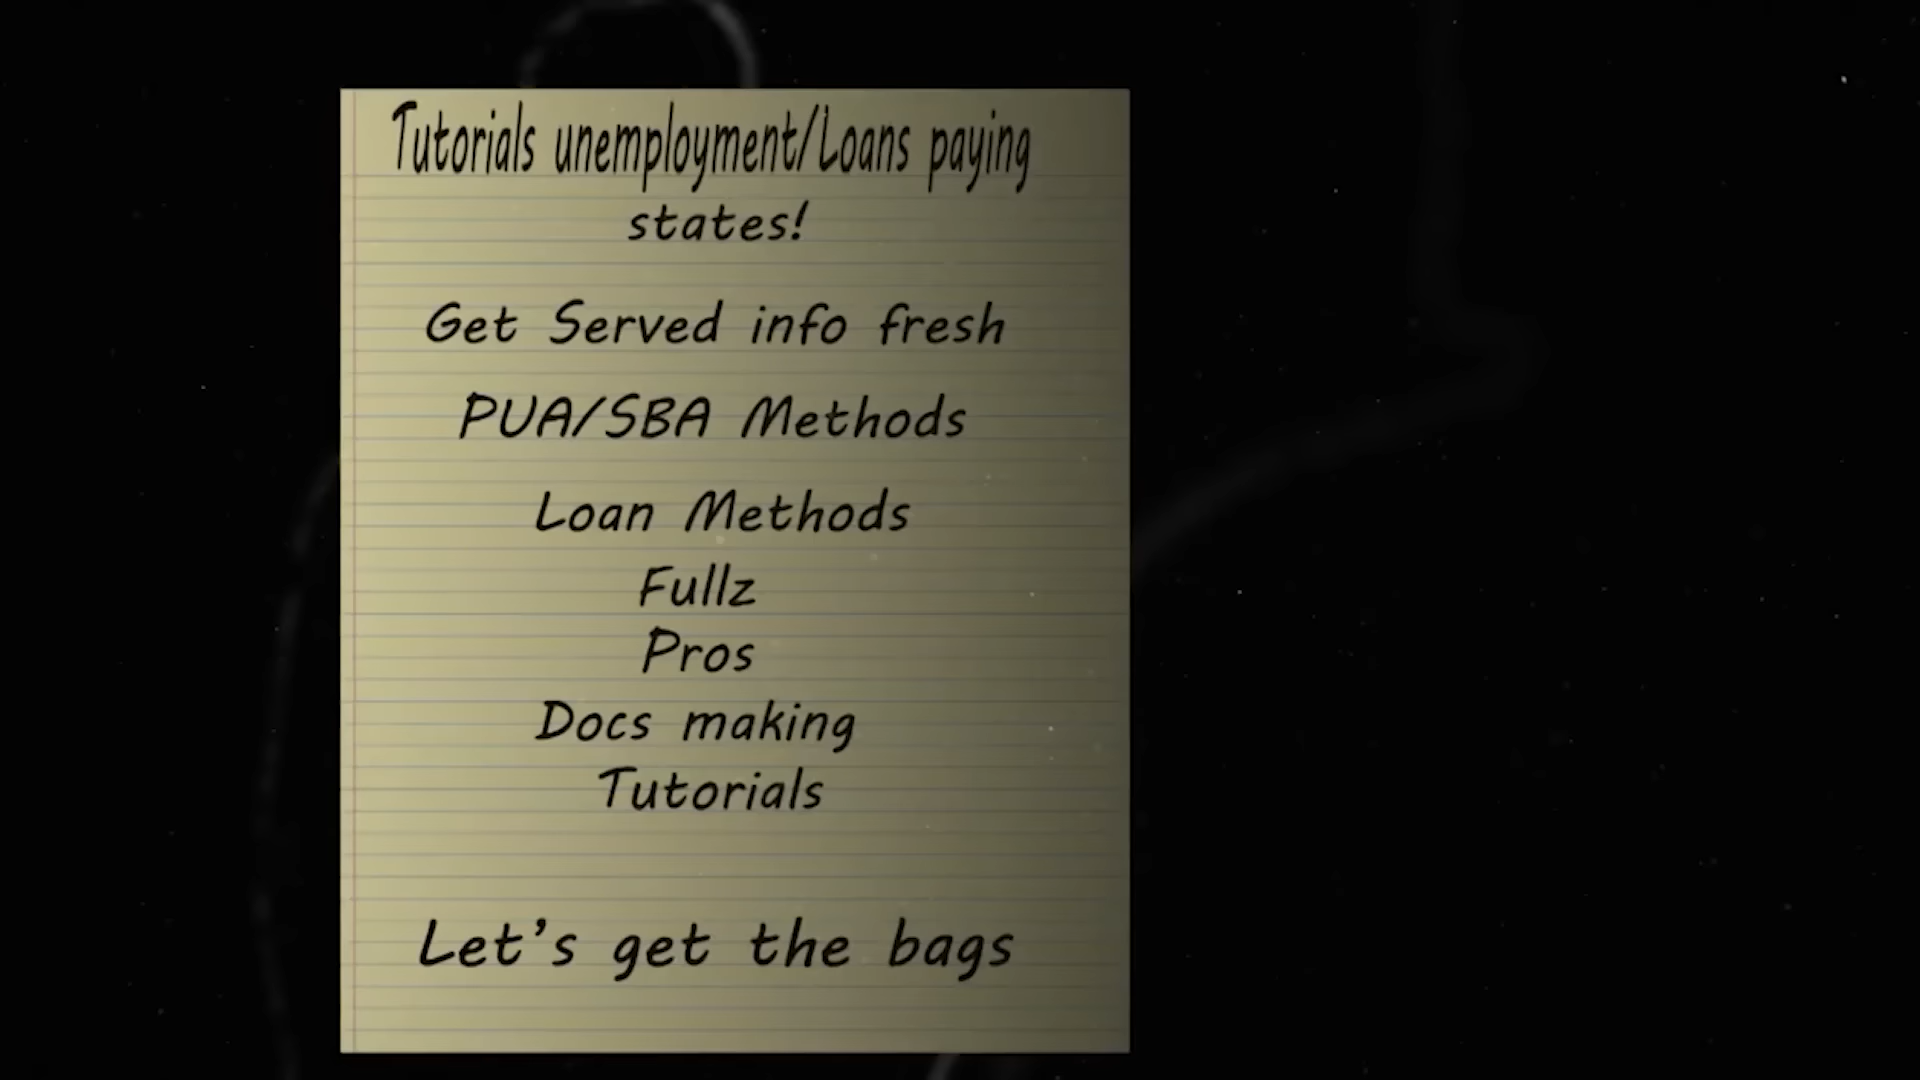 Tutorials unemployment/Loans paying
states!
Get Served info fresh
PUA/SBA Methods
Loan Methods
Fullz
Pros
Docs making
Tutorials
Let's get the bags